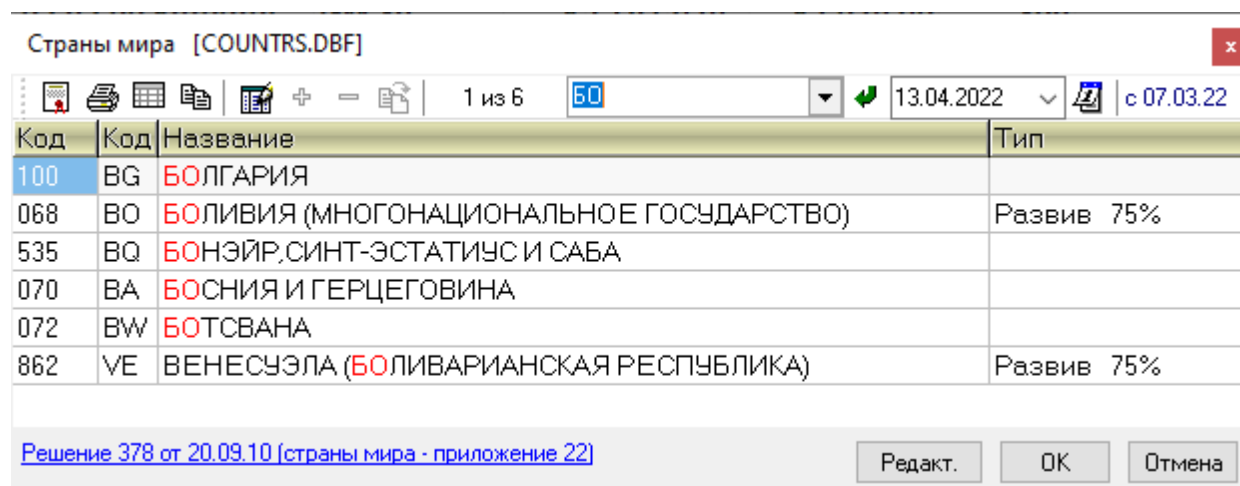 Страны мира [COUNTRS.DBF]
1 из 6 БО 13.04.2022 с 07.03.22
Код Код Название Тип
100 BG БОЛГАРИЯ
068 BO БОЛИВИЯ (МНОГОНАЦИОНАЛЬНОЕ ГОСУДАРСТВО) Развив 75%
535 BQ БОНЭЙР,СИНТ-ЭСТАТИУС И САБА
070 BA БОСНИЯ И ГЕРЦЕГОВИНА
072 BW БОТСВАНА
862 VE ВЕНЕСУЭЛА (БОЛИВАРИАНСКАЯ РЕСПУБЛИКА) Развив 75%
Решение 378 от 20.09.10 (страны мира - приложение 22)
Редакт. OK Отмена